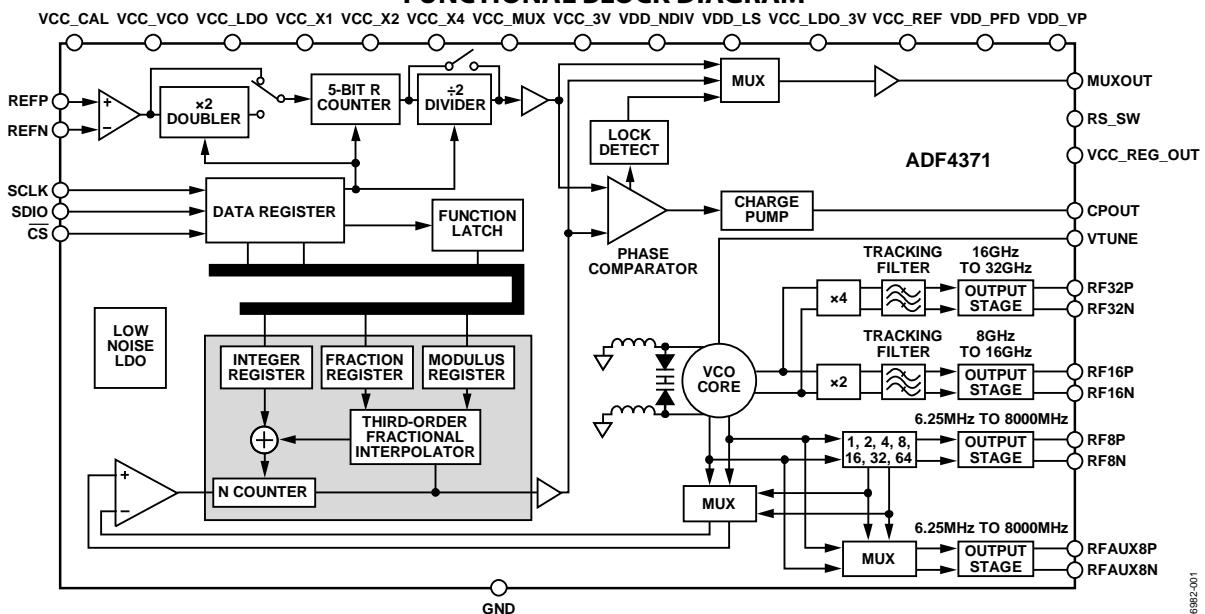 FUNCTIONAL BLOCK DIAGRAM
VCC_CAL VCC_VCO VCC_LDO VCC_X1 VCC_X2 VCC_X4 VCC_MUX VCC_3V VDD_NDIV VDD_LS VCC_LDO_3V VCC_REF VDD_PFD VDD_VP
REFP
REFN
+
–
×2
DOUBLER
5-BIT R
COUNTER
÷2
DIVIDER
MUX
MUXOUT
RS_SW
VCC_REG_OUT
LOCK
DETECT
ADF4371
SCLK
SDIO
CS
DATA REGISTER
FUNCTION
LATCH
PHASE
COMPARATOR
CHARGE
PUMP
CPOUT
VTUNE
LOW
NOISE
LDO
INTEGER
REGISTER
FRACTION
REGISTER
MODULUS
REGISTER
THIRD-ORDER
FRACTIONAL
INTERPOLATOR
+
–
N COUNTER
VCO
CORE
×4
TRACKING
FILTER
16GHz
TO 32GHz
OUTPUT
STAGE
RF32P
RF32N
×2
TRACKING
FILTER
8GHz
TO 16GHz
OUTPUT
STAGE
RF16P
RF16N
6.25MHz TO 8000MHz
1, 2, 4, 8,
16, 32, 64
OUTPUT
STAGE
RF8P
RF8N
MUX
6.25MHz TO 8000MHz
MUX
OUTPUT
STAGE
RFAUX8P
RFAUX8N
GND
6982-001